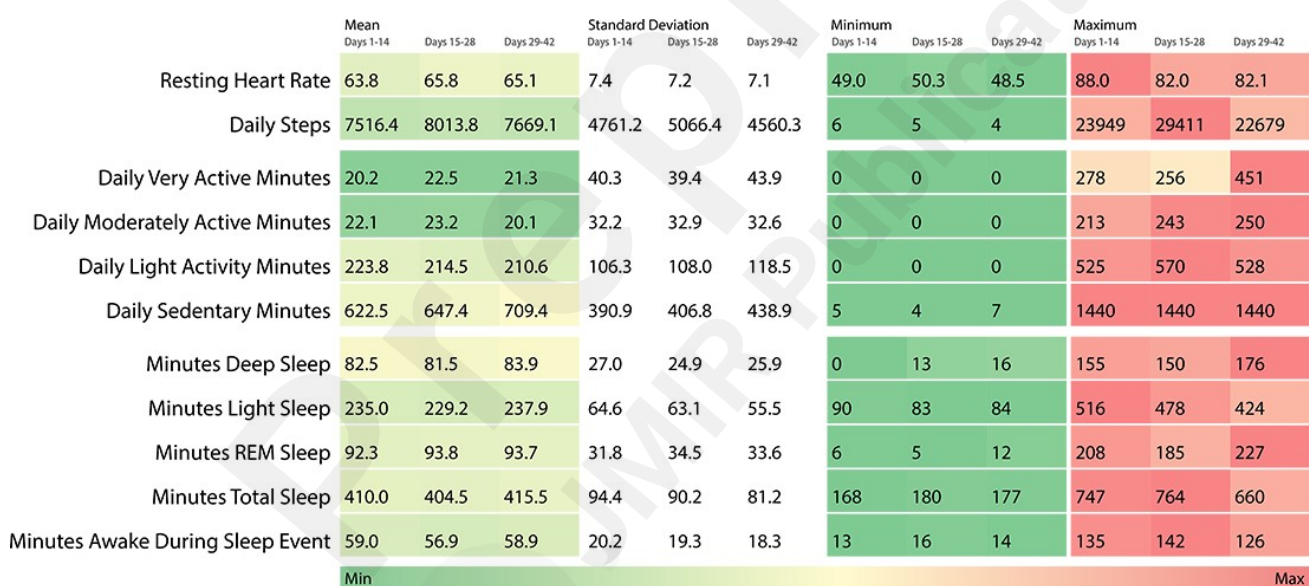 Mean Standard Deviation Minimum Maximum
Days 1-14 Days 15-28 Days 29-42 Days 1-14 Days 15-28 Days 29-42 Days 1-14 Days 15-28 Days 29-42 Days 1-14 Days 15-28 Days 29-42
Resting Heart Rate 63.8 65.8 65.1 7.4 7.2 7.1 49.0 50.3 48.5 88.0 82.0 82.1
Daily Steps 7516.4 8013.8 7669.1 4761.2 5066.4 4560.3 6 5 4 23949 29411 22679
Daily Very Active Minutes 20.2 22.5 21.3 40.3 39.4 43.9 0 0 0 278 256 451
Daily Moderately Active Minutes 22.1 23.2 20.1 32.2 32.9 32.6 0 0 0 213 243 250
Daily Light Activity Minutes 223.8 214.5 210.6 106.3 108.0 118.5 0 0 0 525 570 528
Daily Sedentary Minutes 622.5 647.4 709.4 390.9 406.8 438.9 5 4 7 1440 1440 1440
Minutes Deep Sleep 82.5 81.5 83.9 27.0 24.9 25.9 0 13 16 155 150 176
Minutes Light Sleep 235.0 229.2 237.9 64.6 63.1 55.5 90 83 84 516 478 424
Minutes REM Sleep 92.3 93.8 93.7 31.8 34.5 33.6 6 5 12 208 185 227
Minutes Total Sleep 410.0 404.5 415.5 94.4 90.2 81.2 168 180 177 747 764 660
Minutes Awake During Sleep Event 59.0 56.9 58.9 20.2 19.3 18.3 13 16 14 135 142 126
Min Max
Prepr
JMIR Publica